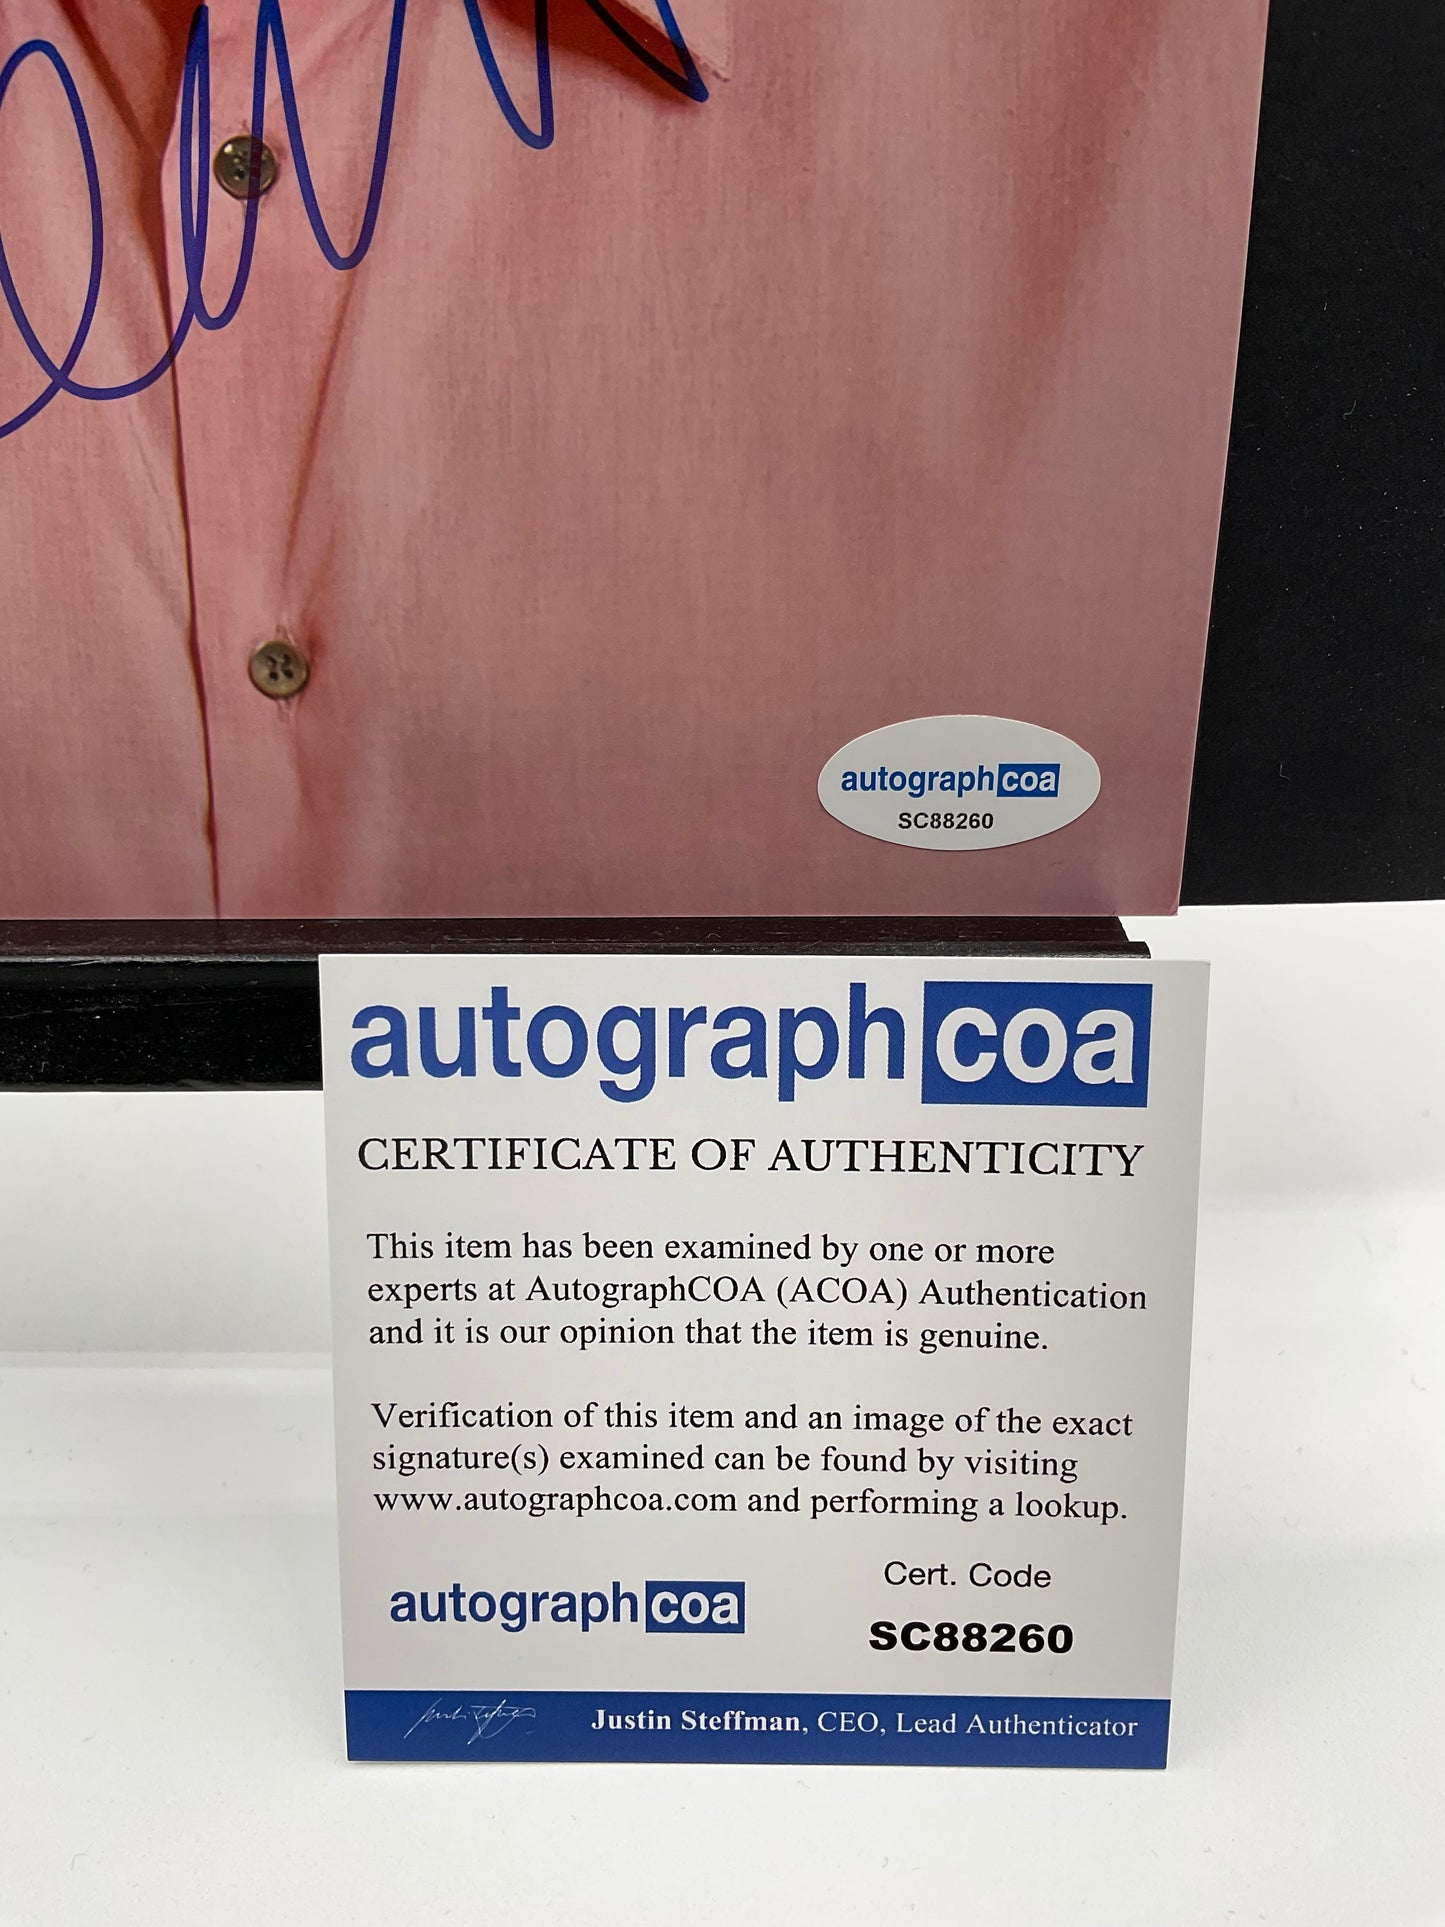 autographcoa
SC88260
autographcoa
CERTIFICATE OF AUTHENTICITY
This item has been examined by one or more
experts at AutographCOA (ACOA) Authentication
and it is our opinion that the item is genuine.
Verification of this item and an image of the exact
signature(s) examined can be found by visiting
www.autographcoa.com and performing a lookup.
Cert. Code
autographcoa
SC88260
Justin Steffman, CEO, Lead Authenticator